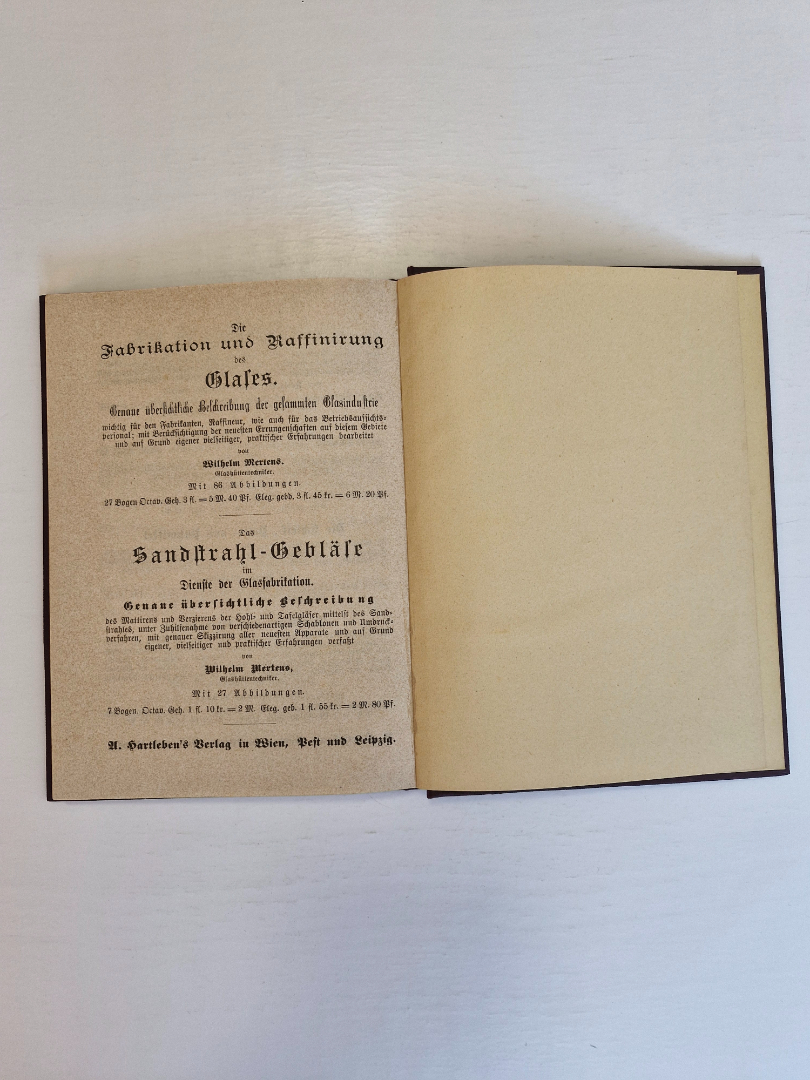 Die
Fabrikation und Raffinirung
des
Glases.
Genaue übersichtliche Beschreibung der gesammten Glasindustrie
wichtig für den Fabrikanten, Raffineur, wie auch für das Betriebsaufsichts-
personal; mit Berücksichtigung der neuesten Errungenschaften auf diesem Gebiete
und auf Grund eigener vielseitiger, praktischer Erfahrungen bearbeitet
von
Wilhelm Mertens.
Glashüttentechniker.
Mit 86 Abbildungen.
27 Bogen Octav. Geh. 3 fl. = 5 M. 40 Pf. Eleg. gebd. 3 fl. 45 kr. = 6 M. 20 Pf.
Das
Sandstrahl-Gebläse
im
Dienste der Glasfabrikation.
Genaue übersichtliche Beschreibung
des Mattirens und Verzierens der Hohl- und Tafelgläser mittelst des Sand-
strahles, unter Zuhilfenahme von verschiedenartigen Schablonen und Umdruck-
verfahren, mit genauer Skizzirung aller neuesten Apparate und auf Grund
eigener, vielseitiger und praktischer Erfahrungen verfaßt
von
Wilhelm Mertens,
Glashüttentechniker.
Mit 27 Abbildungen.
7 Bogen. Octav. Geh. 1 fl. 10 kr. = 2 M. Eleg. geb. 1 fl. 55 kr. = 2 M. 80 Pf.
A. Hartleben's Verlag in Wien, Pest und Leipzig.